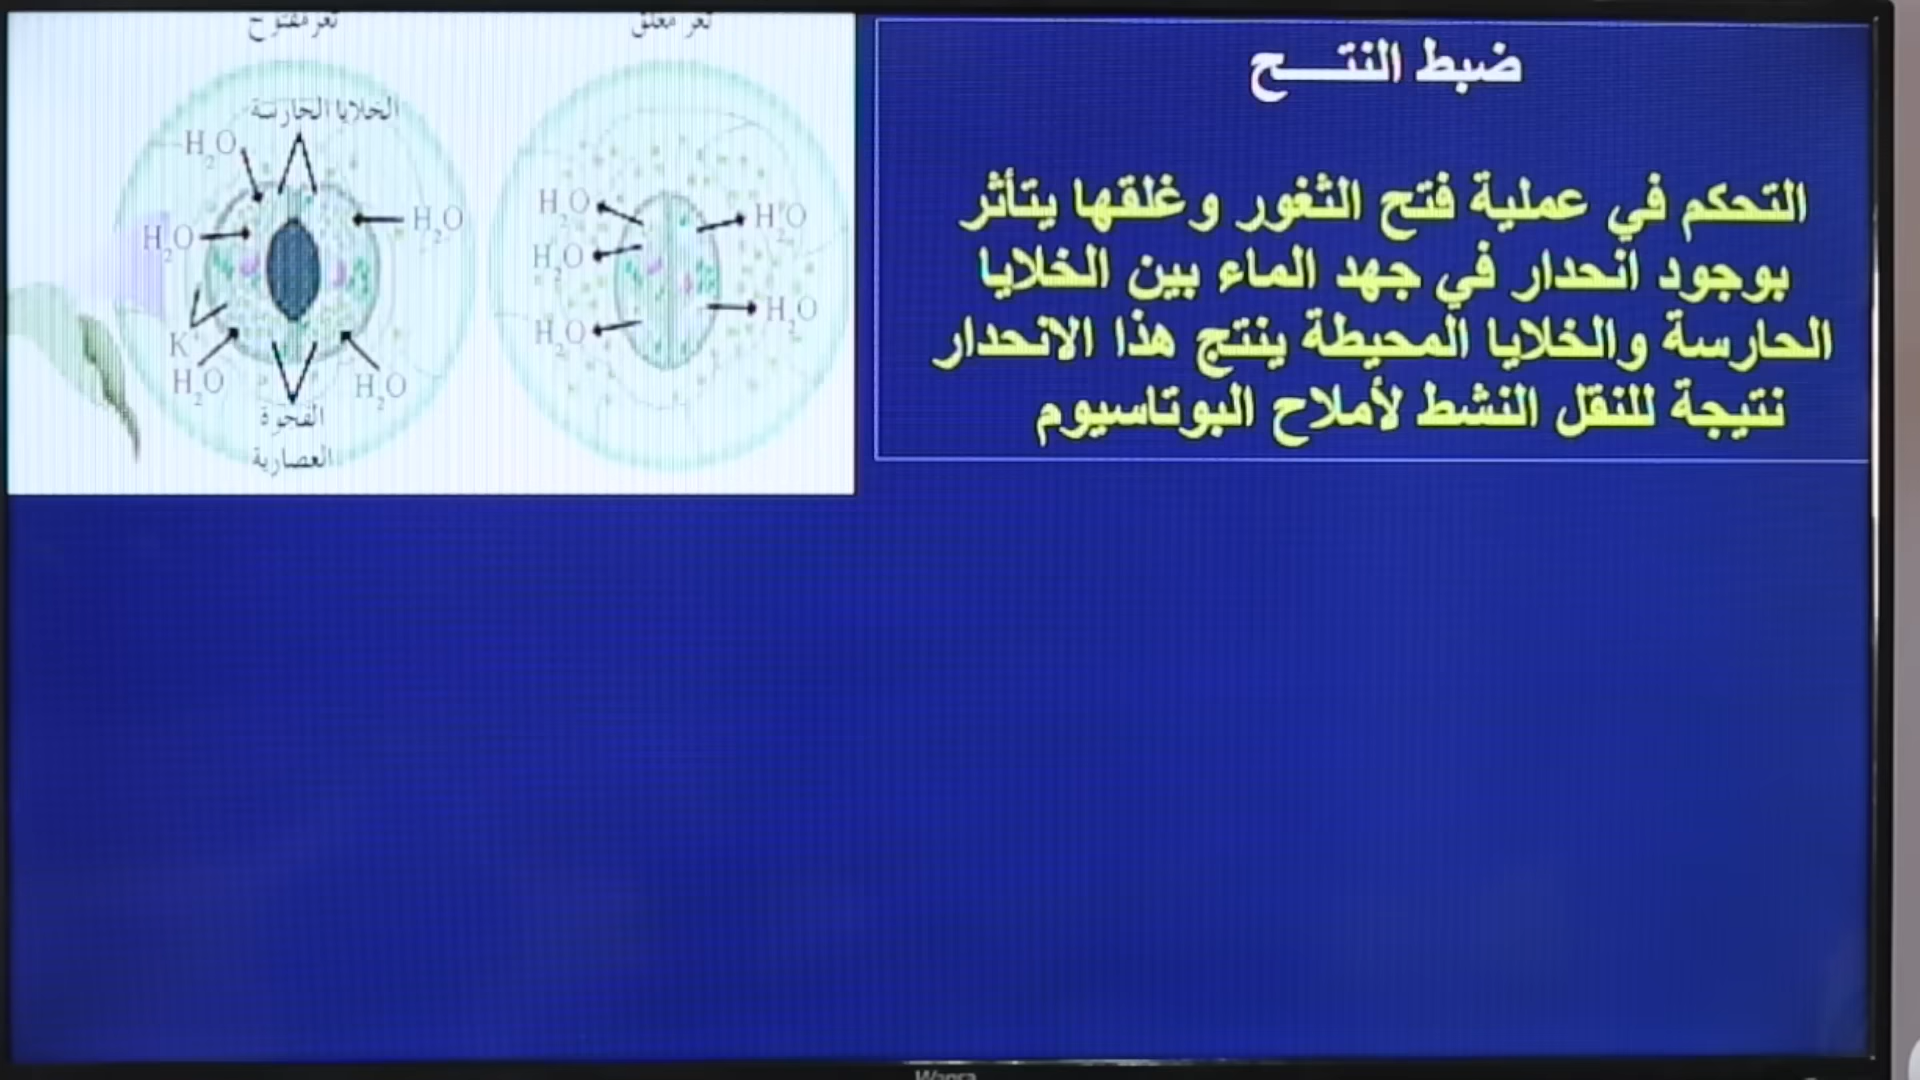 ضبط النتـــح
التحكم في عملية فتح الثغور وغلقها يتأثر
بوجود انحدار في جهد الماء بين الخلايا
الحارسة والخلايا المحيطة ينتج هذا الانحدار
نتيجة للنقل النشط لأملاح البوتاسيوم
ثغر مغلق
ثغر مفتوح
الخلايا الحارسة
H₂O
H₂O
H₂O
K⁺
H₂O
H₂O
الفجوة
العصارية
H₂O
H₂O
H₂O
H₂O
H₂O
Wansa